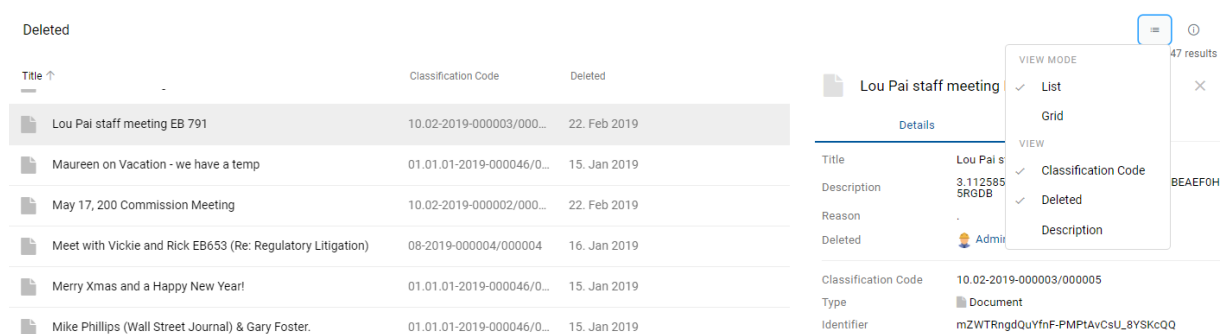 Deleted
47 results
Title Classification Code Deleted
Lou Pai staff meeting EB 791 10.02-2019-000003/000... 22. Feb 2019
Maureen on Vacation - we have a temp 01.01.01-2019-000046/0... 15. Jan 2019
May 17, 200 Commission Meeting 10.02-2019-000002/000... 22. Feb 2019
Meet with Vickie and Rick EB653 (Re: Regulatory Litigation) 08-2019-000004/000004 16. Jan 2019
Merry Xmas and a Happy New Year! 01.01.01-2019-000046/0... 15. Jan 2019
Mike Phillips (Wall Street Journal) & Gary Foster. 01.01.01-2019-000046/0... 15. Jan 2019
Lou Pai staff meeting
Details
Title Lou Pai
Description 3.112585
BEAEF0H
5RGDB
Reason .
Deleted
Classification Code 10.02-2019-000003/000005
Type Document
Identifier mZWTRngdQuYfnF-PMPtAvCsU_8YSKcQQ
VIEW MODE
List
Grid
VIEW
Classification Code
Deleted
Description